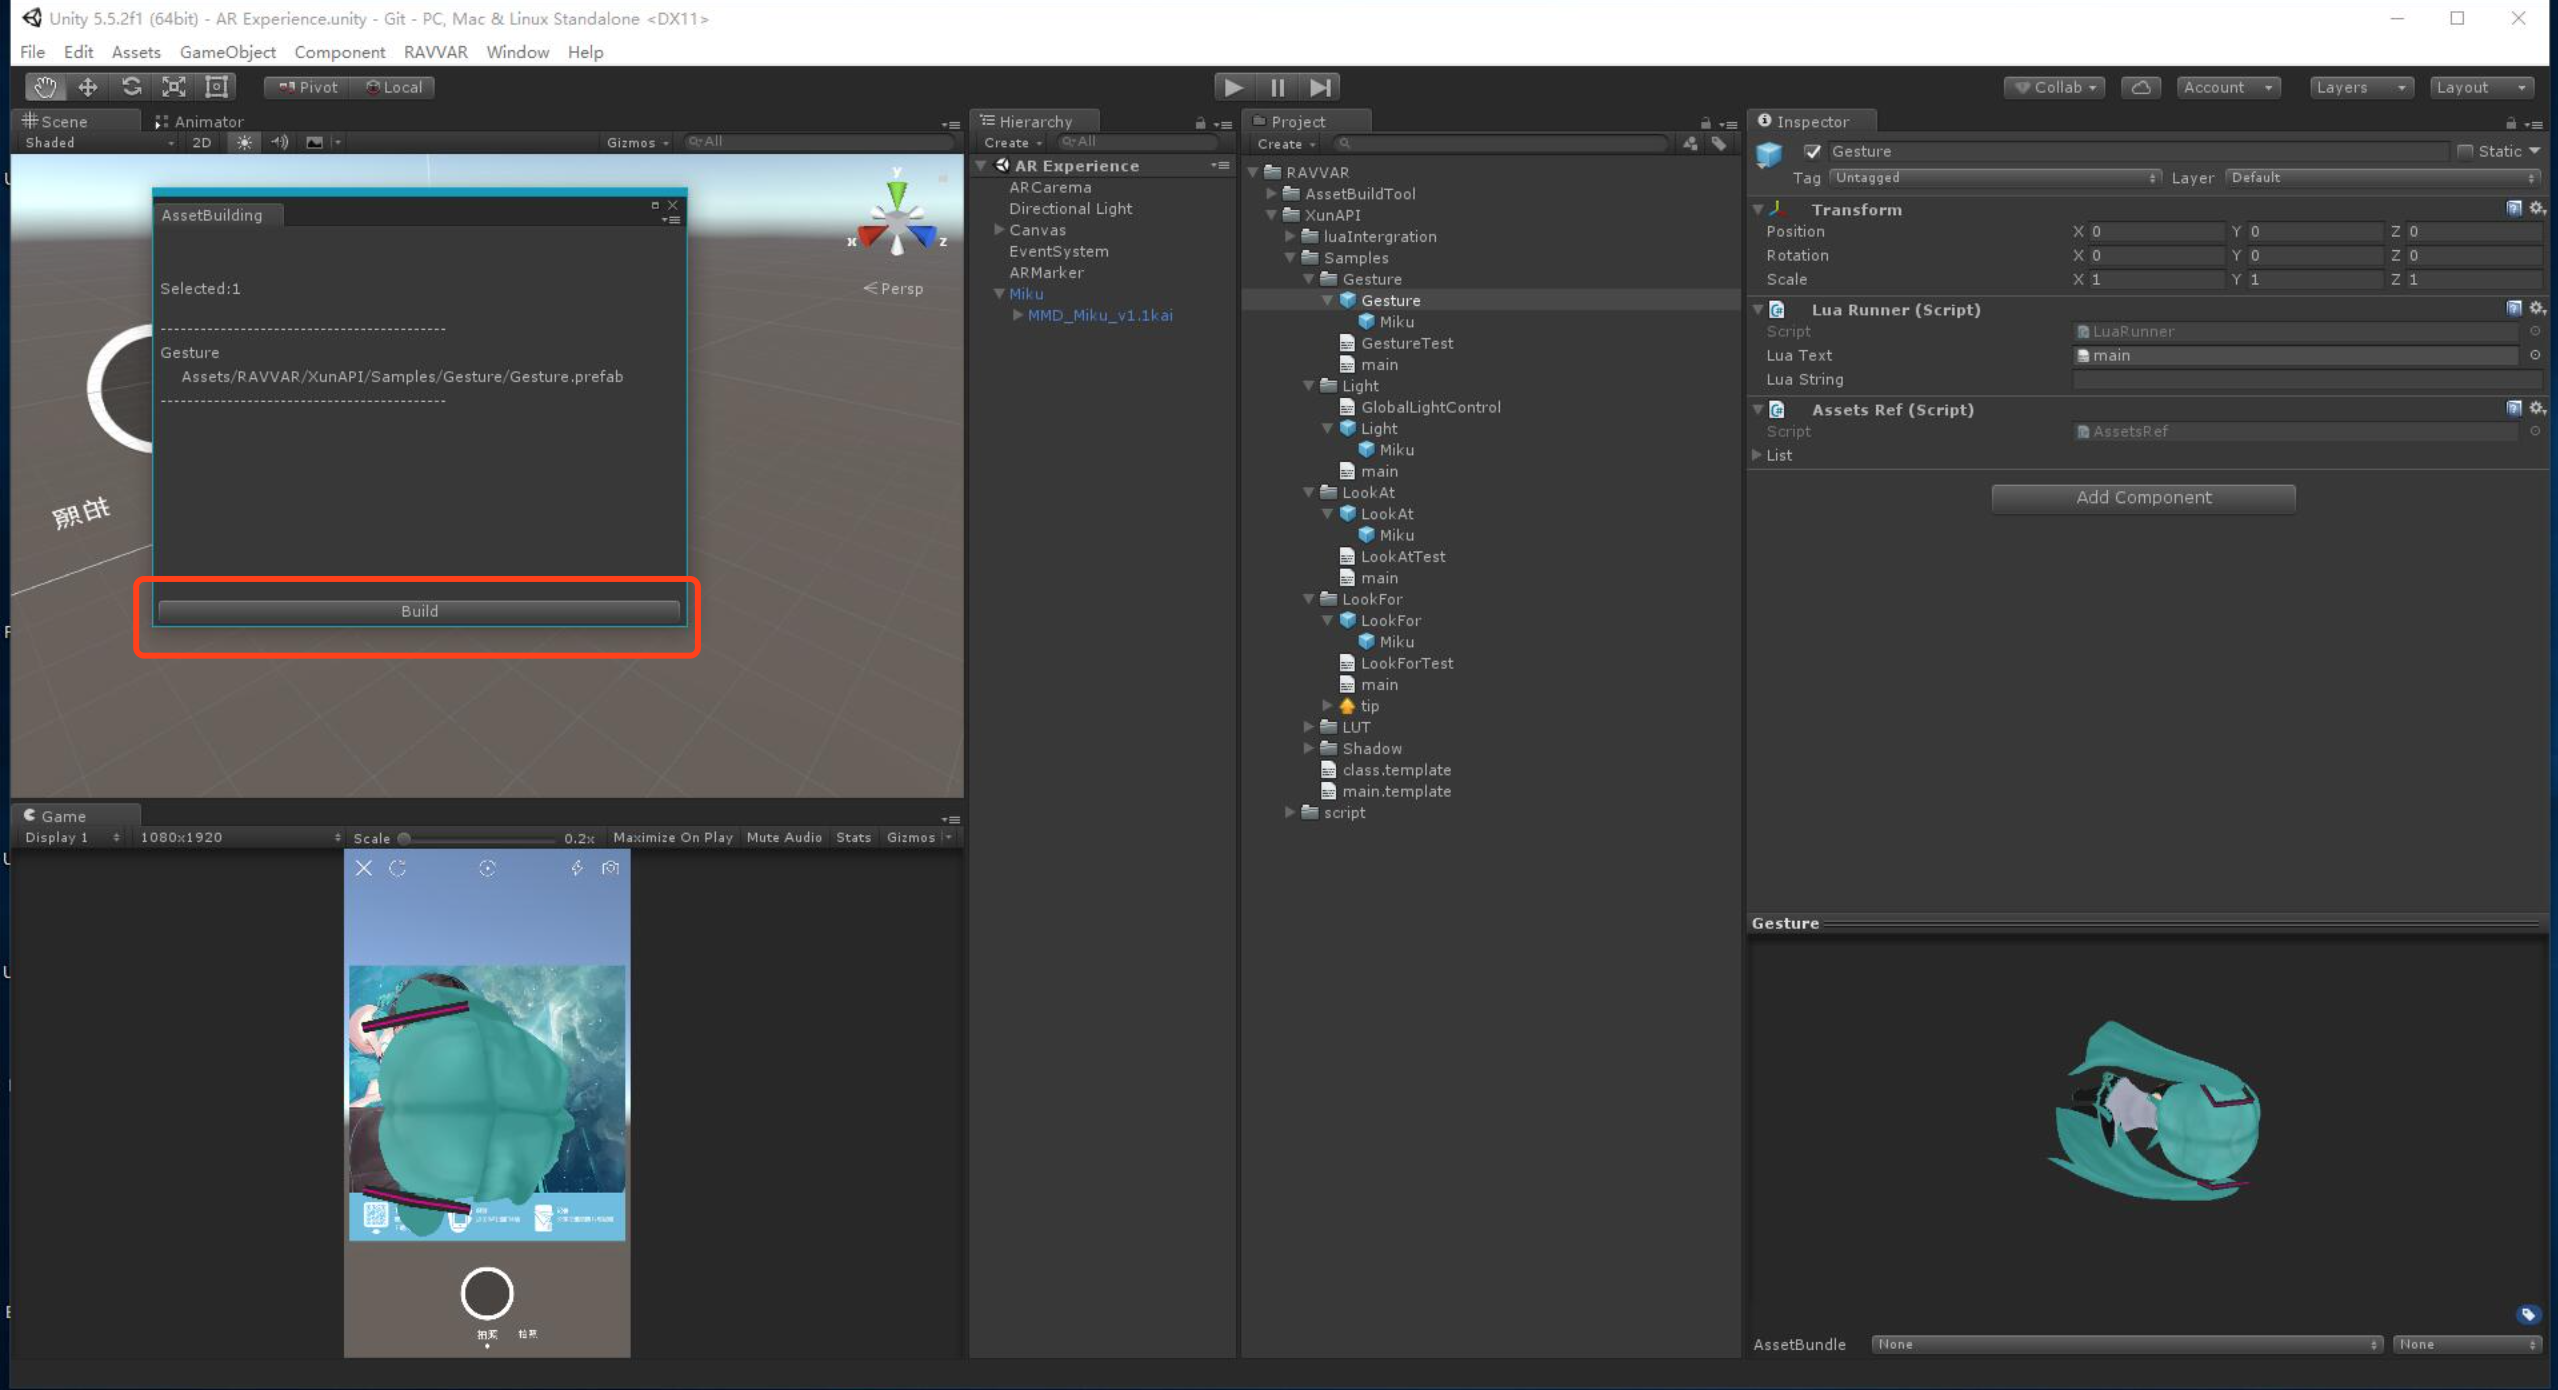 Unity 5.5.2f1 (64bit) - AR Experience.unity - Git - PC, Mac & Linux Standalone <DX11>
File Edit Assets GameObject Component RAVVAR Window Help
Pivot Local
Collab Account Layers Layout
Scene Animator
Shaded 2D Gizmos All
y
x z
Persp
AssetBuilding
Selected:1
-------------------------------------------
Gesture
Assets/RAVVAR/XunAPI/Samples/Gesture/Gesture.prefab
-------------------------------------------
Build
Game
Display 1 1080x1920 Scale 0.2x Maximize On Play Mute Audio Stats Gizmos
Hierarchy
Create All
AR Experience
ARCarema
Directional Light
Canvas
EventSystem
ARMarker
Miku
MMD_Miku_v1.1kai
Project
Create
RAVVAR
AssetBuildTool
XunAPI
luaIntergration
Samples
Gesture
Gesture
Miku
GestureTest
main
Light
GlobalLightControl
Light
Miku
main
LookAt
LookAt
Miku
LookAtTest
main
LookFor
LookFor
Miku
LookForTest
main
tip
LUT
Shadow
class.template
main.template
script
Inspector
Gesture Static
Tag Untagged Layer Default
Transform
Position X 0 Y 0 Z 0
Rotation X 0 Y 0 Z 0
Scale X 1 Y 1 Z 1
Lua Runner (Script)
Script LuaRunner
Lua Text main
Lua String
Assets Ref (Script)
Script AssetsRef
List
Add Component
Gesture
AssetBundle None None